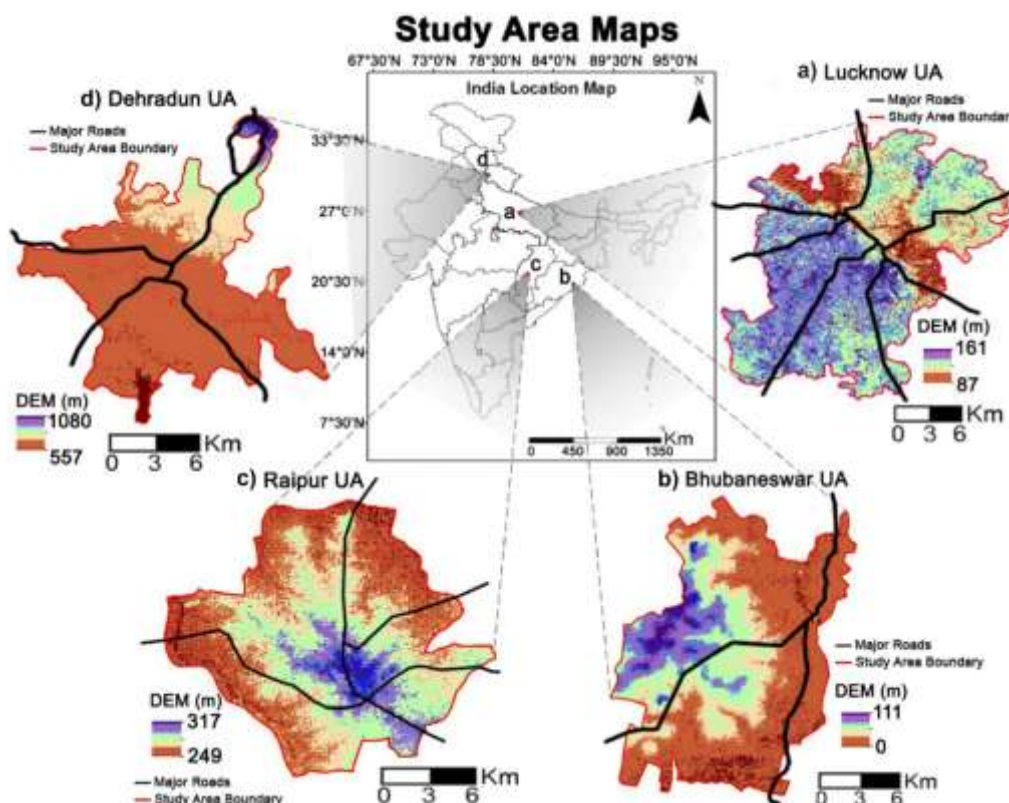 Study Area Maps
67°30'N 73°0'N 78°30'N 84°0'N 89°30'N 95°0'N
India Location Map
N
33°30'N
27°0'N
20°30'N
14°0'N
7°30'N
d
a
c
b
Km
0 450 900 1350
a) Lucknow UA
Major Roads
Study Area Boundary
DEM (m)
161
87
Km
0 3 6
d) Dehradun UA
Major Roads
Study Area Boundary
DEM (m)
1080
557
Km
0 3 6
c) Raipur UA
DEM (m)
317
249
Major Roads
Study Area Boundary
Km
0 3 6
b) Bhubaneswar UA
Major Roads
Study Area Boundary
DEM (m)
111
0
Km
0 3 6